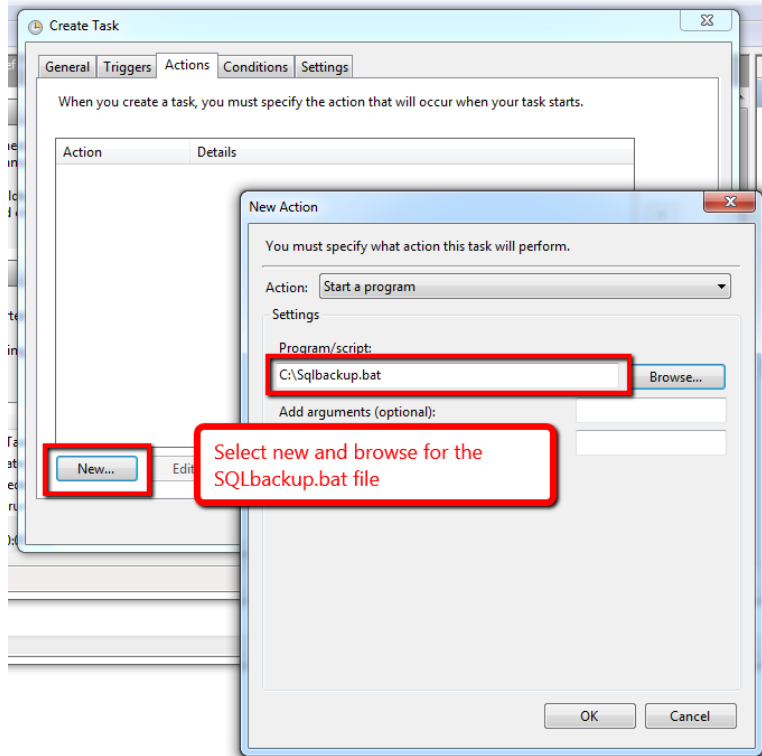 Create Task
General Triggers Actions Conditions Settings
When you create a task, you must specify the action that will occur when your task starts.
Action Details
New Action
You must specify what action this task will perform.
Action: Start a program
Settings
Program/script:
C:\Sqlbackup.bat
Browse...
Add arguments (optional):
Select new and browse for the
SQLbackup.bat file
New...
Edit
OK Cancel